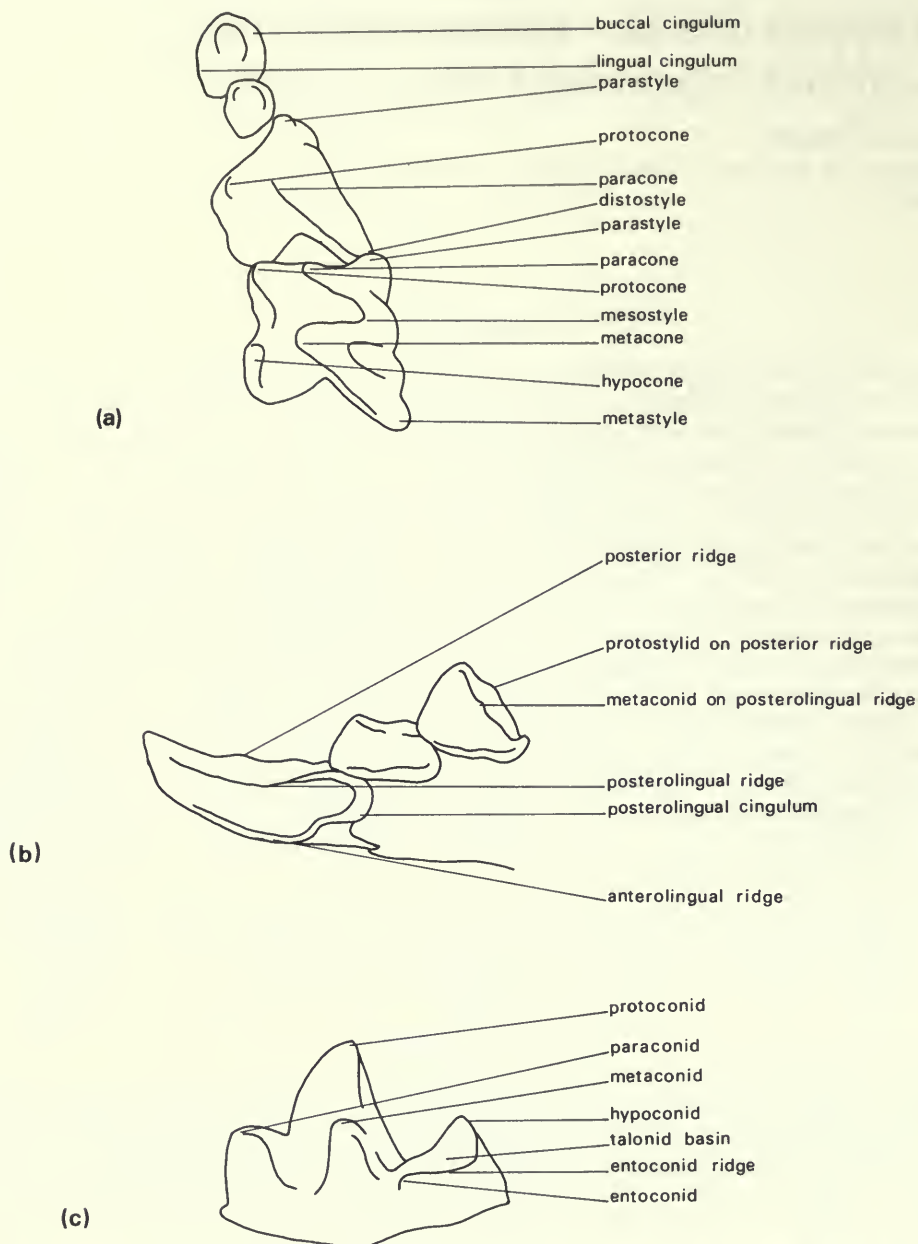 buccal cingulum
lingual cingulum
parastyle
protocone
paracone
distostyle
parastyle
paracone
protocone
mesostyle
metacone
hypocone
metastyle
(a)
posterior ridge
protostylid on posterior ridge
metaconid on posterolingual ridge
posterolingual ridge
posterolingual cingulum
(b)
anterolingual ridge
protoconid
paraconid
metaconid
hypoconid
talonid basin
entoconid ridge
entoconid
(c)